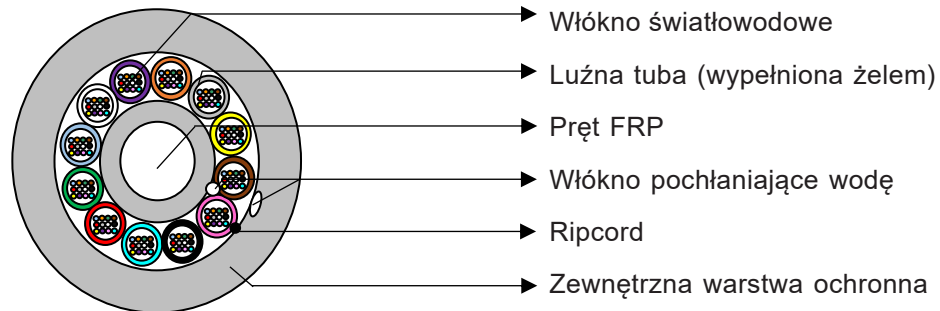 Włókno światłowodowe
Luźna tuba (wypełniona żelem)
Pręt FRP
Włókno pochłaniające wodę
Ripcord
Zewnętrzna warstwa ochronna